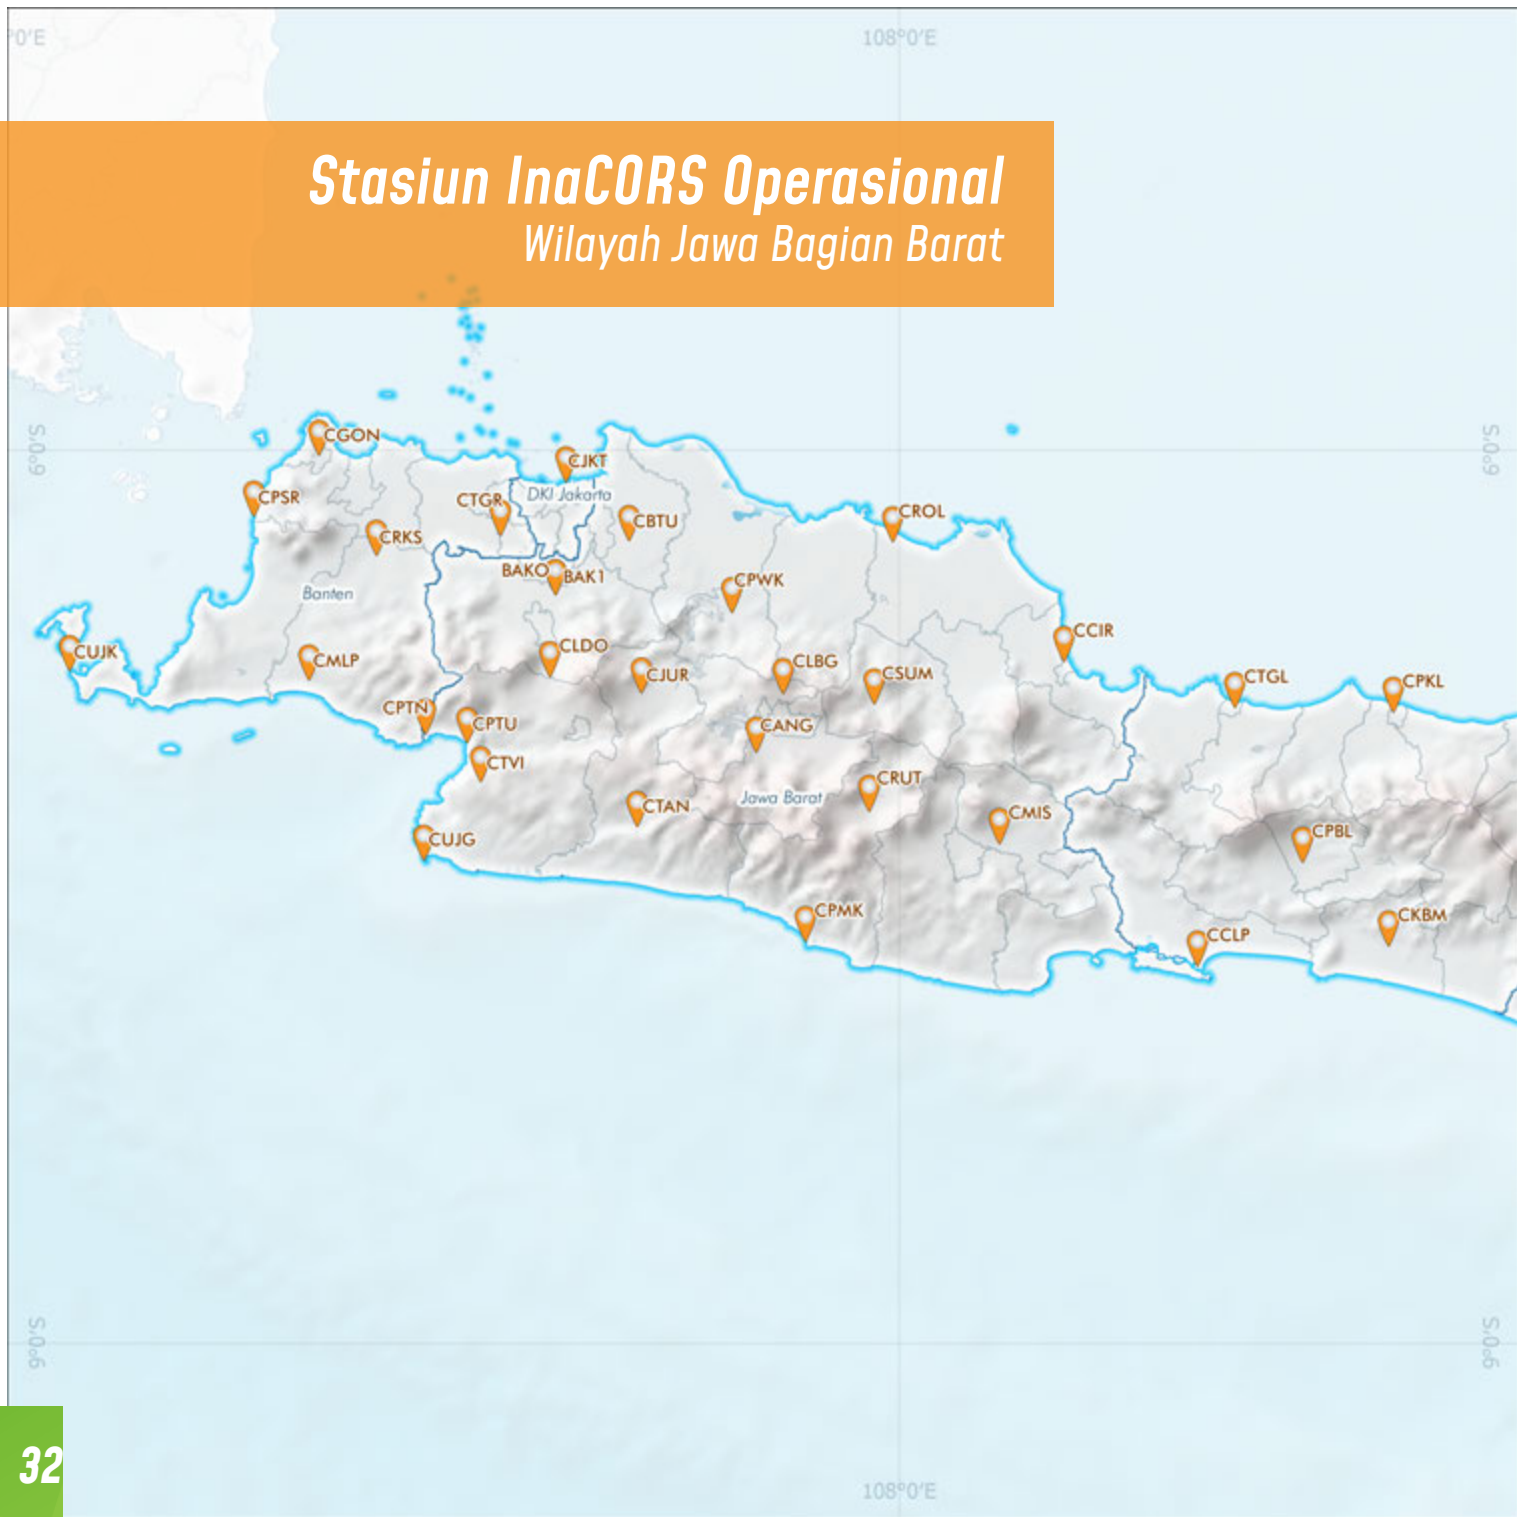 °0'E
108°0'E
Stasiun InaCORS Operasional
Wilayah Jawa Bagian Barat
6°0'S
6°0'S
CGON
CJKT
CPSR
CTGR
DKI Jakarta
CROL
CBTU
CRKS
BAKO
BAK1
CPWK
Banten
CCIR
CUJK
CMLP
CLDO
CJUR
CLBG
CSUM
CTGL
CPKL
CPTN
CPTU
CANG
CTVI
CRUT
Jawa Barat
CTAN
CMIS
CPBL
CUJG
CPMK
CKBM
CCLP
9°0'S
9°0'S
32
108°0'E